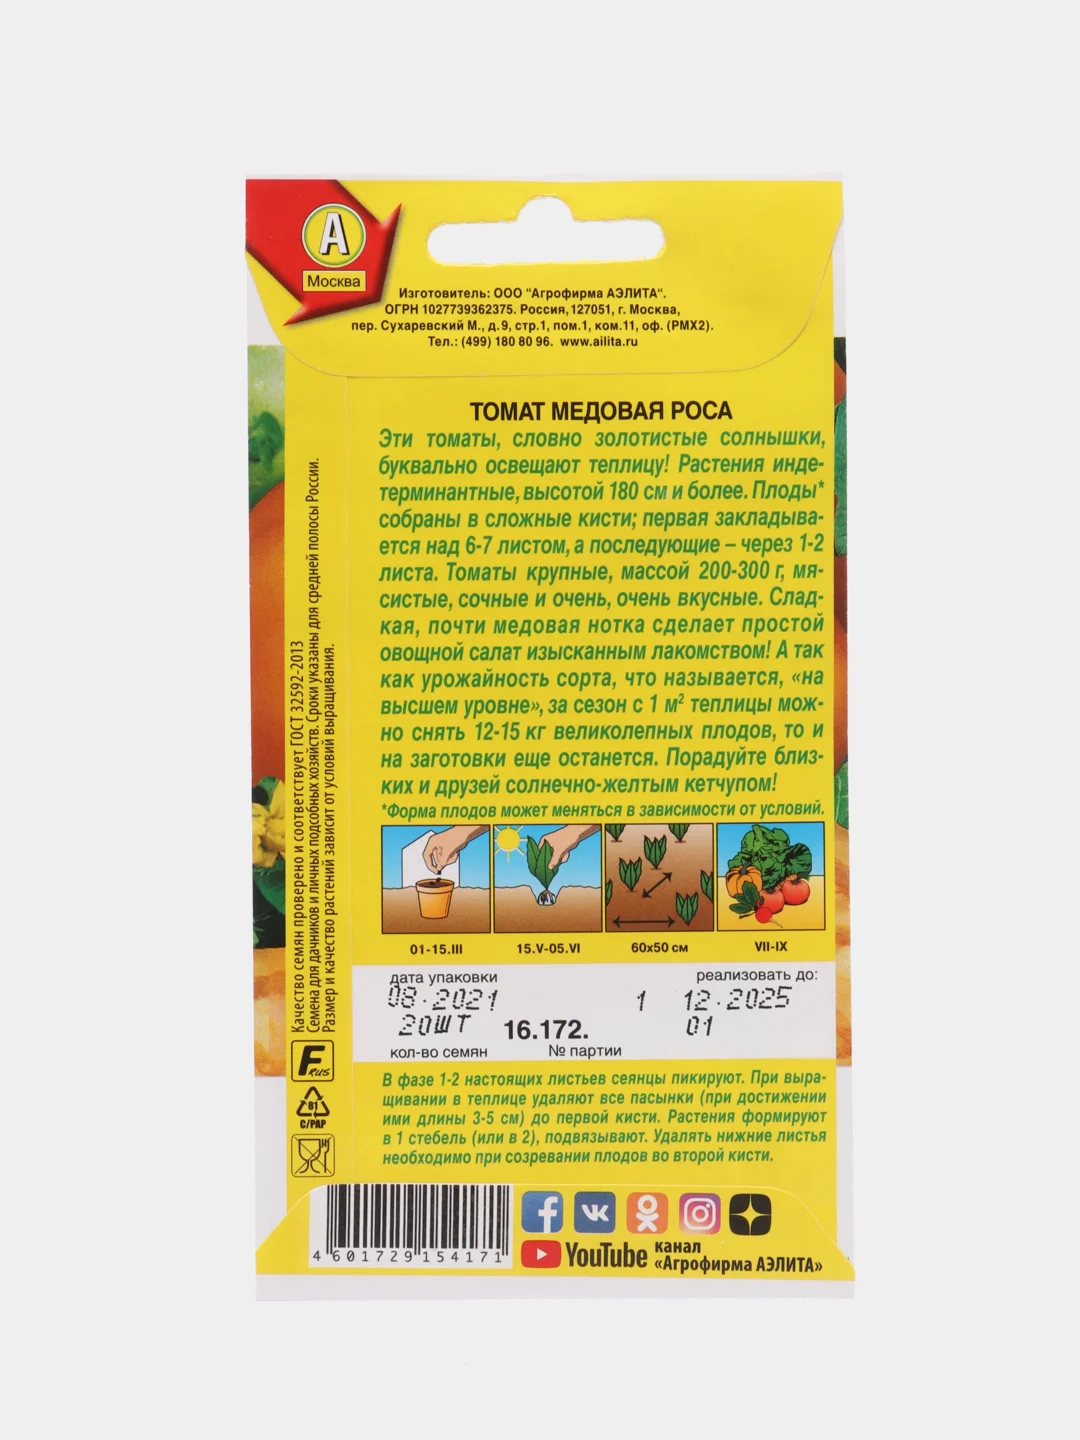 А
Москва
Изготовитель: ООО "Агрофирма АЭЛИТА".
ОГРН 1027739362375. Россия,127051, г. Москва,
пер. Сухаревский М., д.9, стр.1, пом.1, ком.11, оф. (РМХ2).
Тел.: (499) 180 80 96. www.ailita.ru
ТОМАТ МЕДОВАЯ РОСА
Эти томаты, словно золотистые солнышки,
буквально освещают теплицу! Растения инде-
терминантные, высотой 180 см и более. Плоды*
собраны в сложные кисти; первая закладыва-
ется над 6-7 листом, а последующие – через 1-2
листа. Томаты крупные, массой 200-300 г, мя-
систые, сочные и очень, очень вкусные. Слад-
кая, почти медовая нотка сделает простой
овощной салат изысканным лакомством! А так
как урожайность сорта, что называется, «на
высшем уровне», за сезон с 1 м² теплицы мож-
но снять 12-15 кг великолепных плодов, то и
на заготовки еще останется. Порадуйте близ-
ких и друзей солнечно-желтым кетчупом!
*Форма плодов может меняться в зависимости от условий.
01-15.III
15.V-05.VI
60х50 см
VII-IX
дата упаковки
реализовать до:
08.2021
1 12.2025
20ШТ
16.172.
01
кол-во семян
№ партии
В фазе 1-2 настоящих листьев сеянцы пикируют. При выра-
щивании в теплице удаляют все пасынки (при достижении
ими длины 3-5 см) до первой кисти. Растения формируют
в 1 стебель (или в 2), подвязывают. Удалять нижние листья
необходимо при созревании плодов во второй кисти.
Качество семян проверено и соответствует ГОСТ 32592-2013
Семена для дачников и личных подсобных хозяйств. Сроки указаны для средней полосы России.
Размер и качество растений зависит от условий выращивания.
F RUS
81
C/PAP
4 601729 154171
YouTube
канал
«Агрофирма АЭЛИТА»